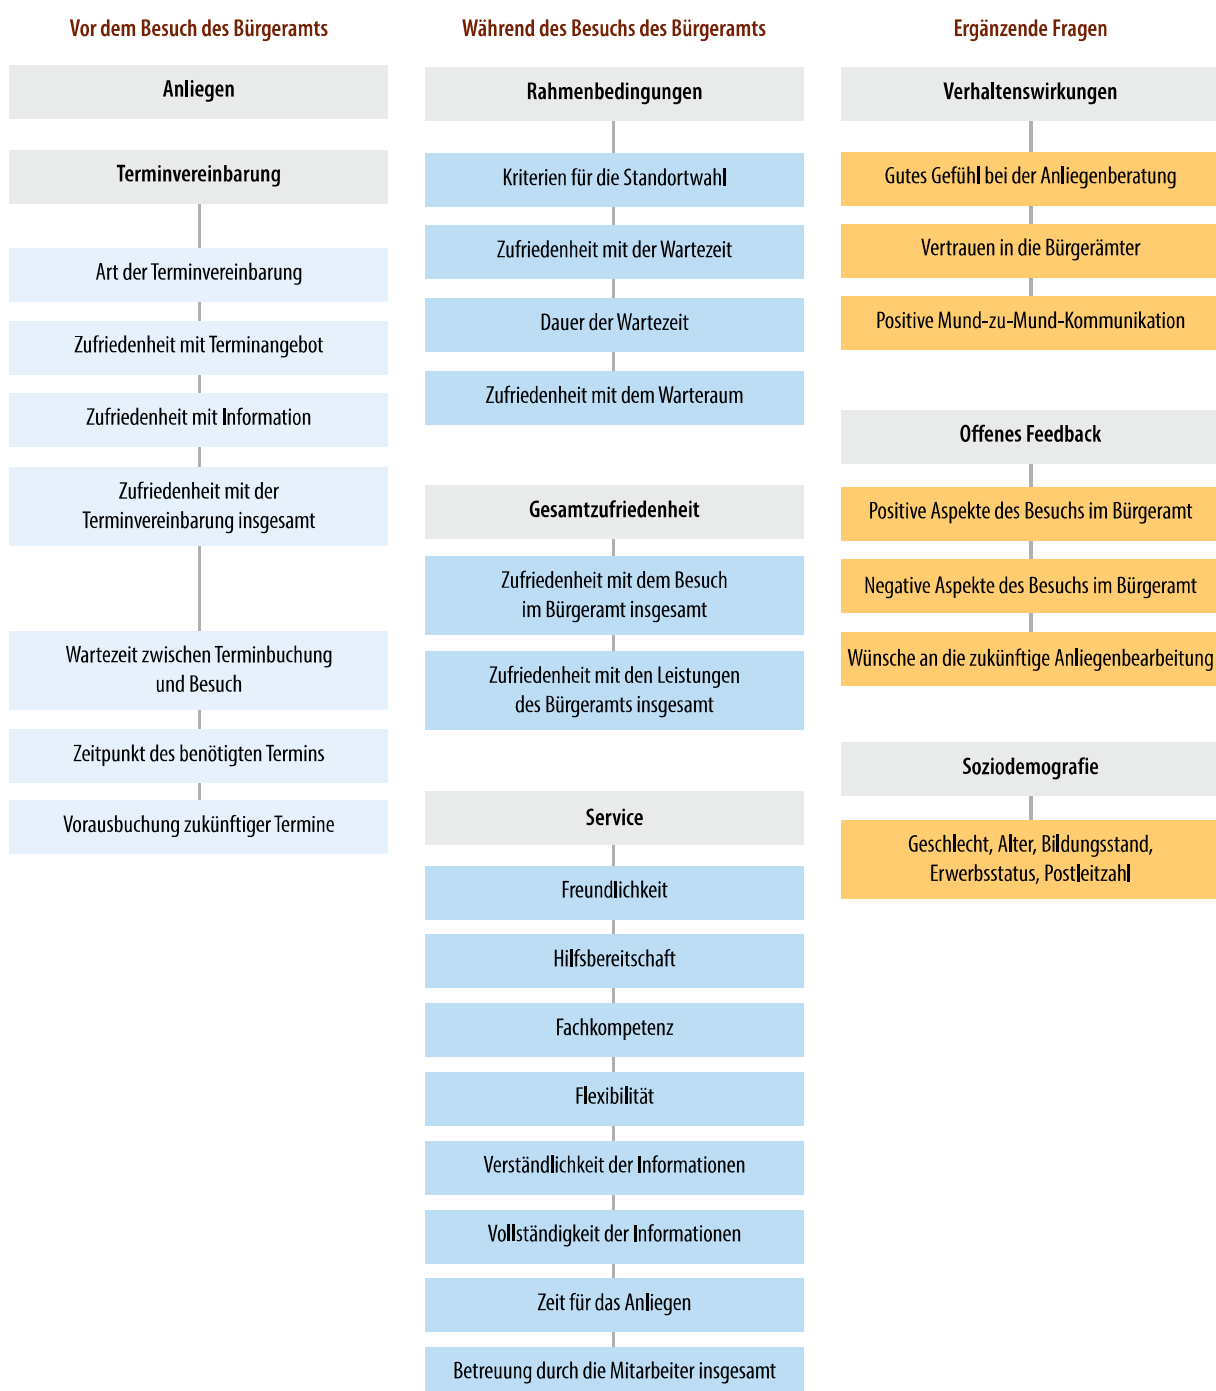 Vor dem Besuch des Bürgeramts
Anliegen
Terminvereinbarung
Art der Terminvereinbarung
Zufriedenheit mit Terminangebot
Zufriedenheit mit Information
Zufriedenheit mit der
Terminvereinbarung insgesamt
Wartezeit zwischen Terminbuchung
und Besuch
Zeitpunkt des benötigten Termins
Vorausbuchung zukünftiger Termine
Während des Besuchs des Bürgeramts
Rahmenbedingungen
Kriterien für die Standortwahl
Zufriedenheit mit der Wartezeit
Dauer der Wartezeit
Zufriedenheit mit dem Warteraum
Gesamtzufriedenheit
Zufriedenheit mit dem Besuch
im Bürgeramt insgesamt
Zufriedenheit mit den Leistungen
des Bürgeramts insgesamt
Service
Freundlichkeit
Hilfsbereitschaft
Fachkompetenz
Flexibilität
Verständlichkeit der Informationen
Vollständigkeit der Informationen
Zeit für das Anliegen
Betreuung durch die Mitarbeiter insgesamt
Ergänzende Fragen
Verhaltenswirkungen
Gutes Gefühl bei der Anliegenberatung
Vertrauen in die Bürgerämter
Positive Mund-zu-Mund-Kommunikation
Offenes Feedback
Positive Aspekte des Besuchs im Bürgeramt
Negative Aspekte des Besuchs im Bürgeramt
Wünsche an die zukünftige Anliegenbearbeitung
Soziodemografie
Geschlecht, Alter, Bildungsstand,
Erwerbsstatus, Postleitzahl